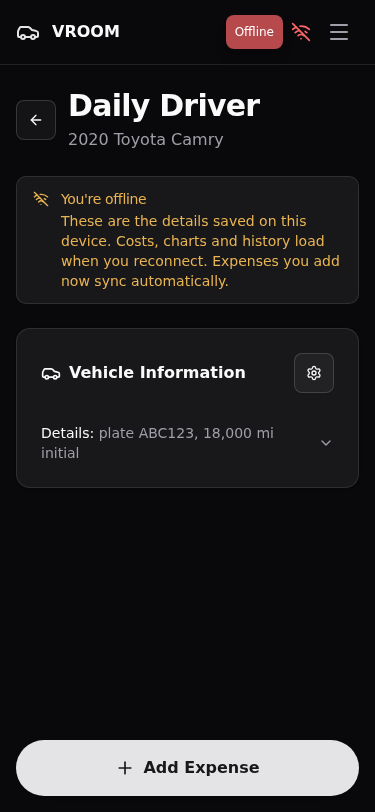 VROOM
Offline
Daily Driver
2020 Toyota Camry
You're offline
These are the details saved on this
device. Costs, charts and history load
when you reconnect. Expenses you add
now sync automatically.
Vehicle Information
Details: plate ABC123, 18,000 mi
initial
Add Expense